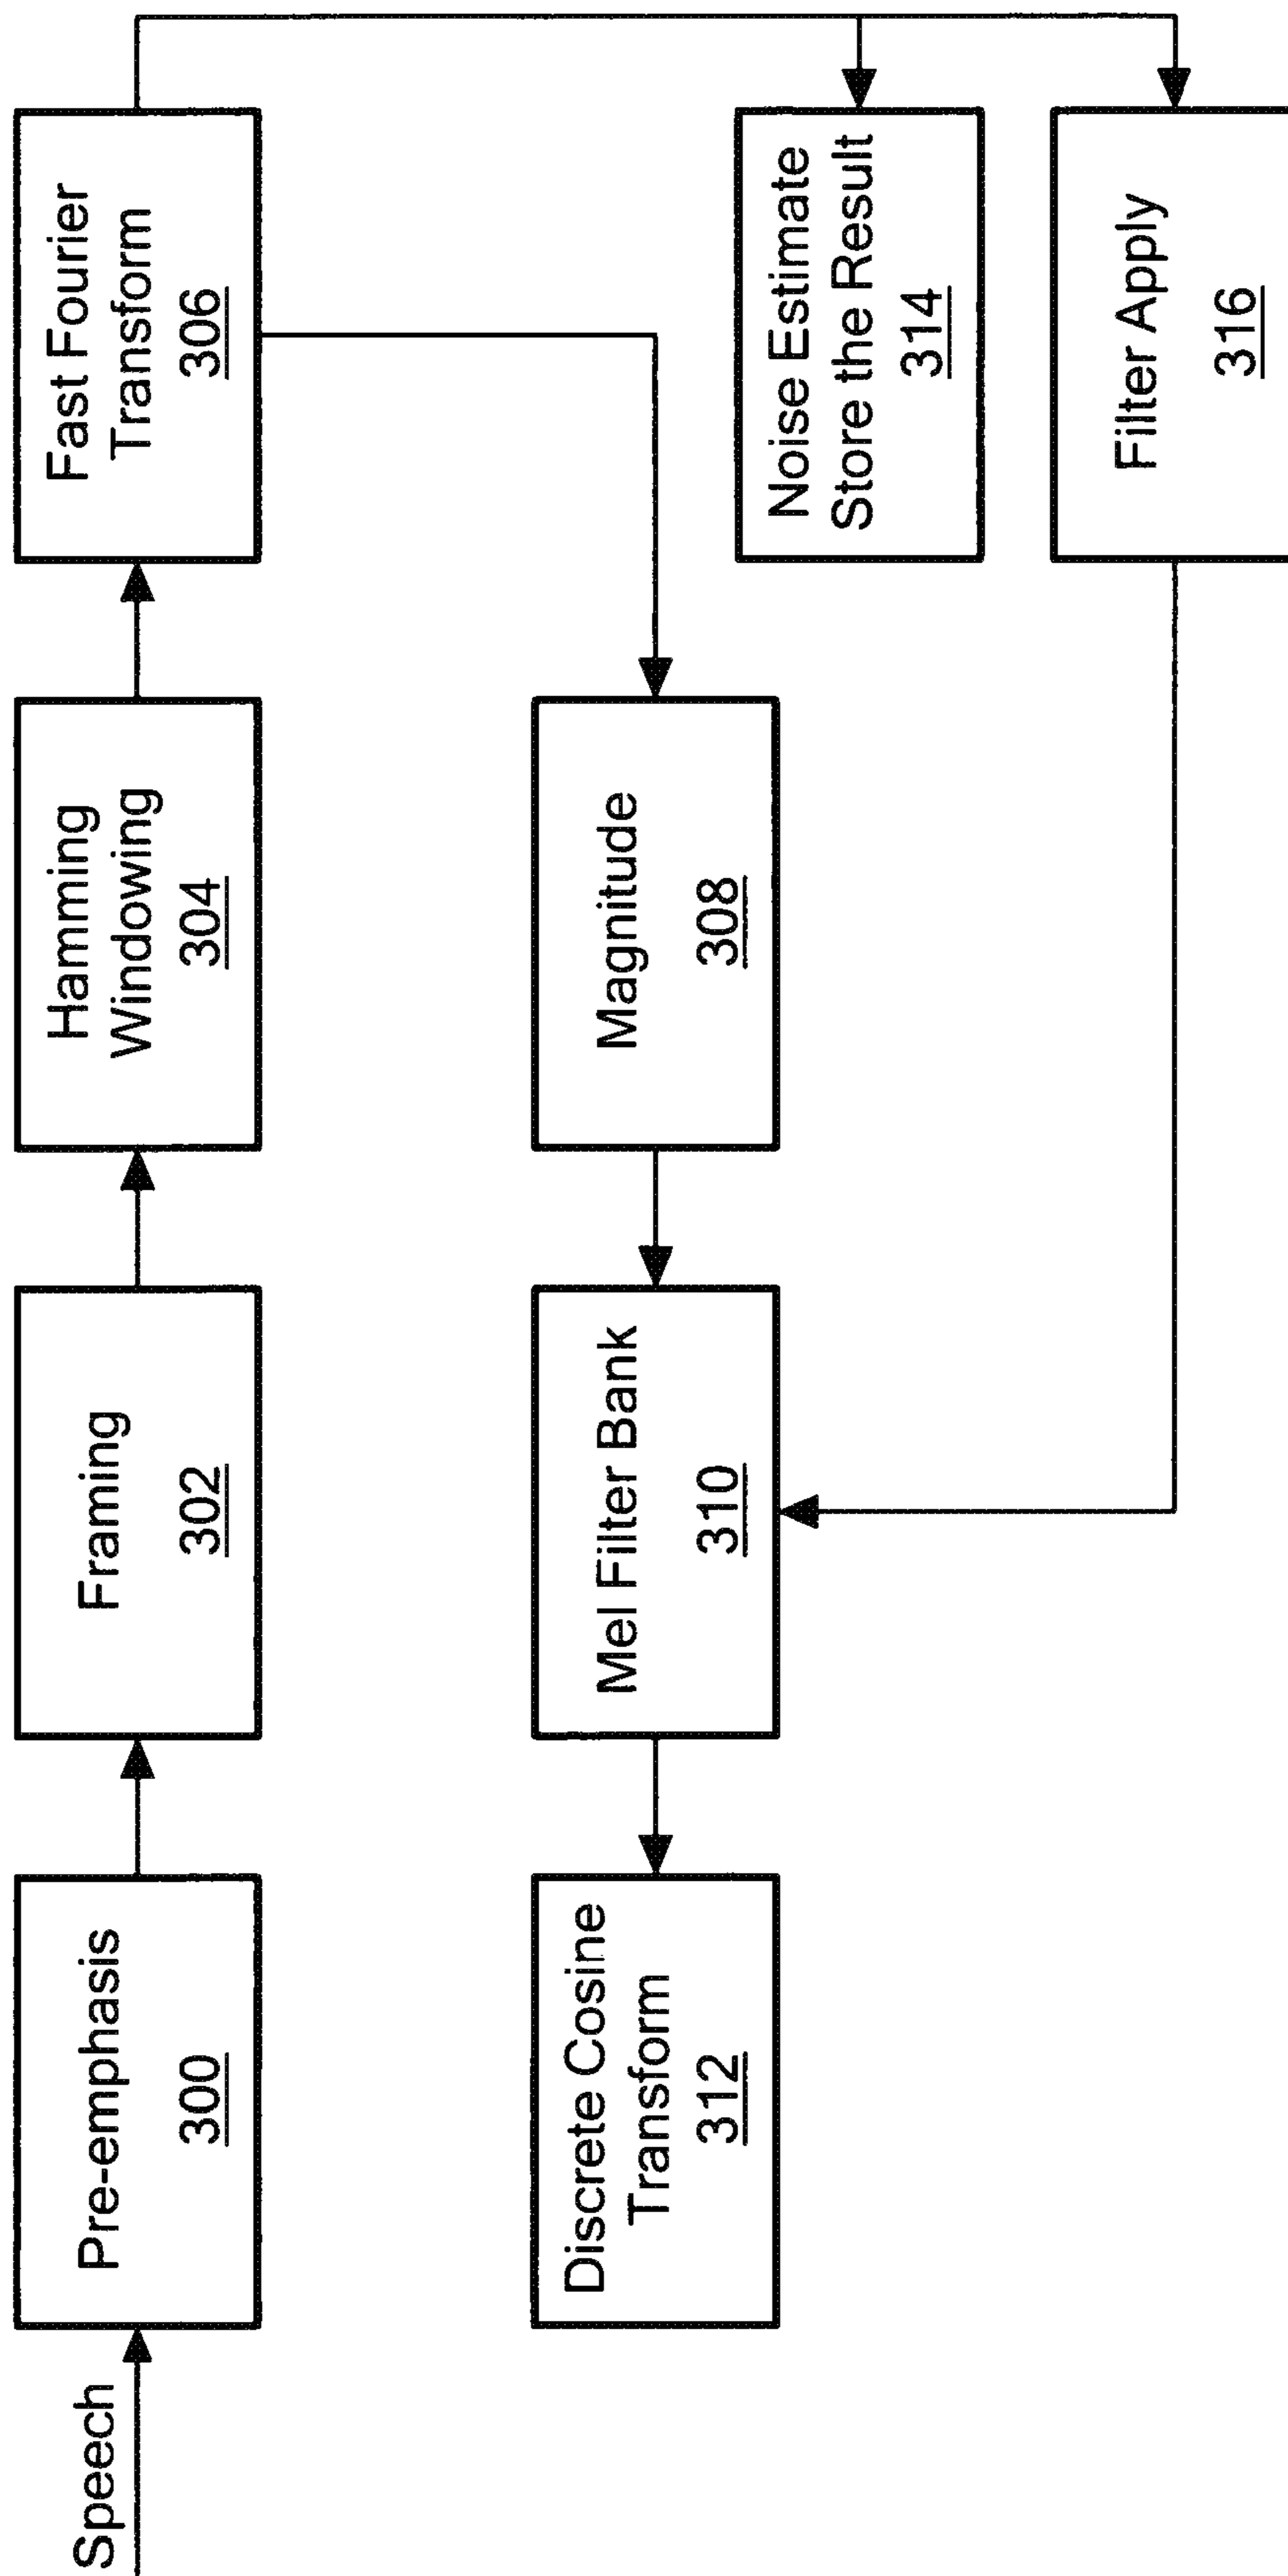 Speech
Pre-emphasis
300
Framing
302
Hamming
Windowing
304
Fast Fourier
Transform
306
Discrete Cosine
Transform
312
Mel Filter Bank
310
Magnitude
308
Noise Estimate
Store the Result
314
Filter Apply
316